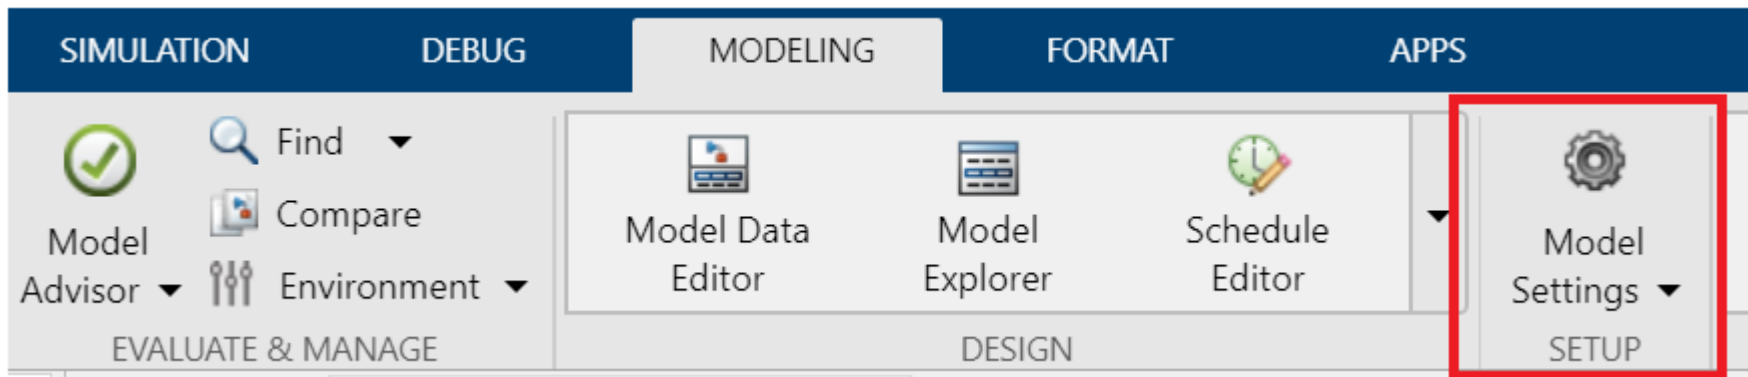 SIMULATION DEBUG MODELING FORMAT APPS
Find
Compare
Environment
Model
Advisor
EVALUATE & MANAGE
Model Data
Editor
Model
Explorer
Schedule
Editor
DESIGN
Model
Settings
SETUP